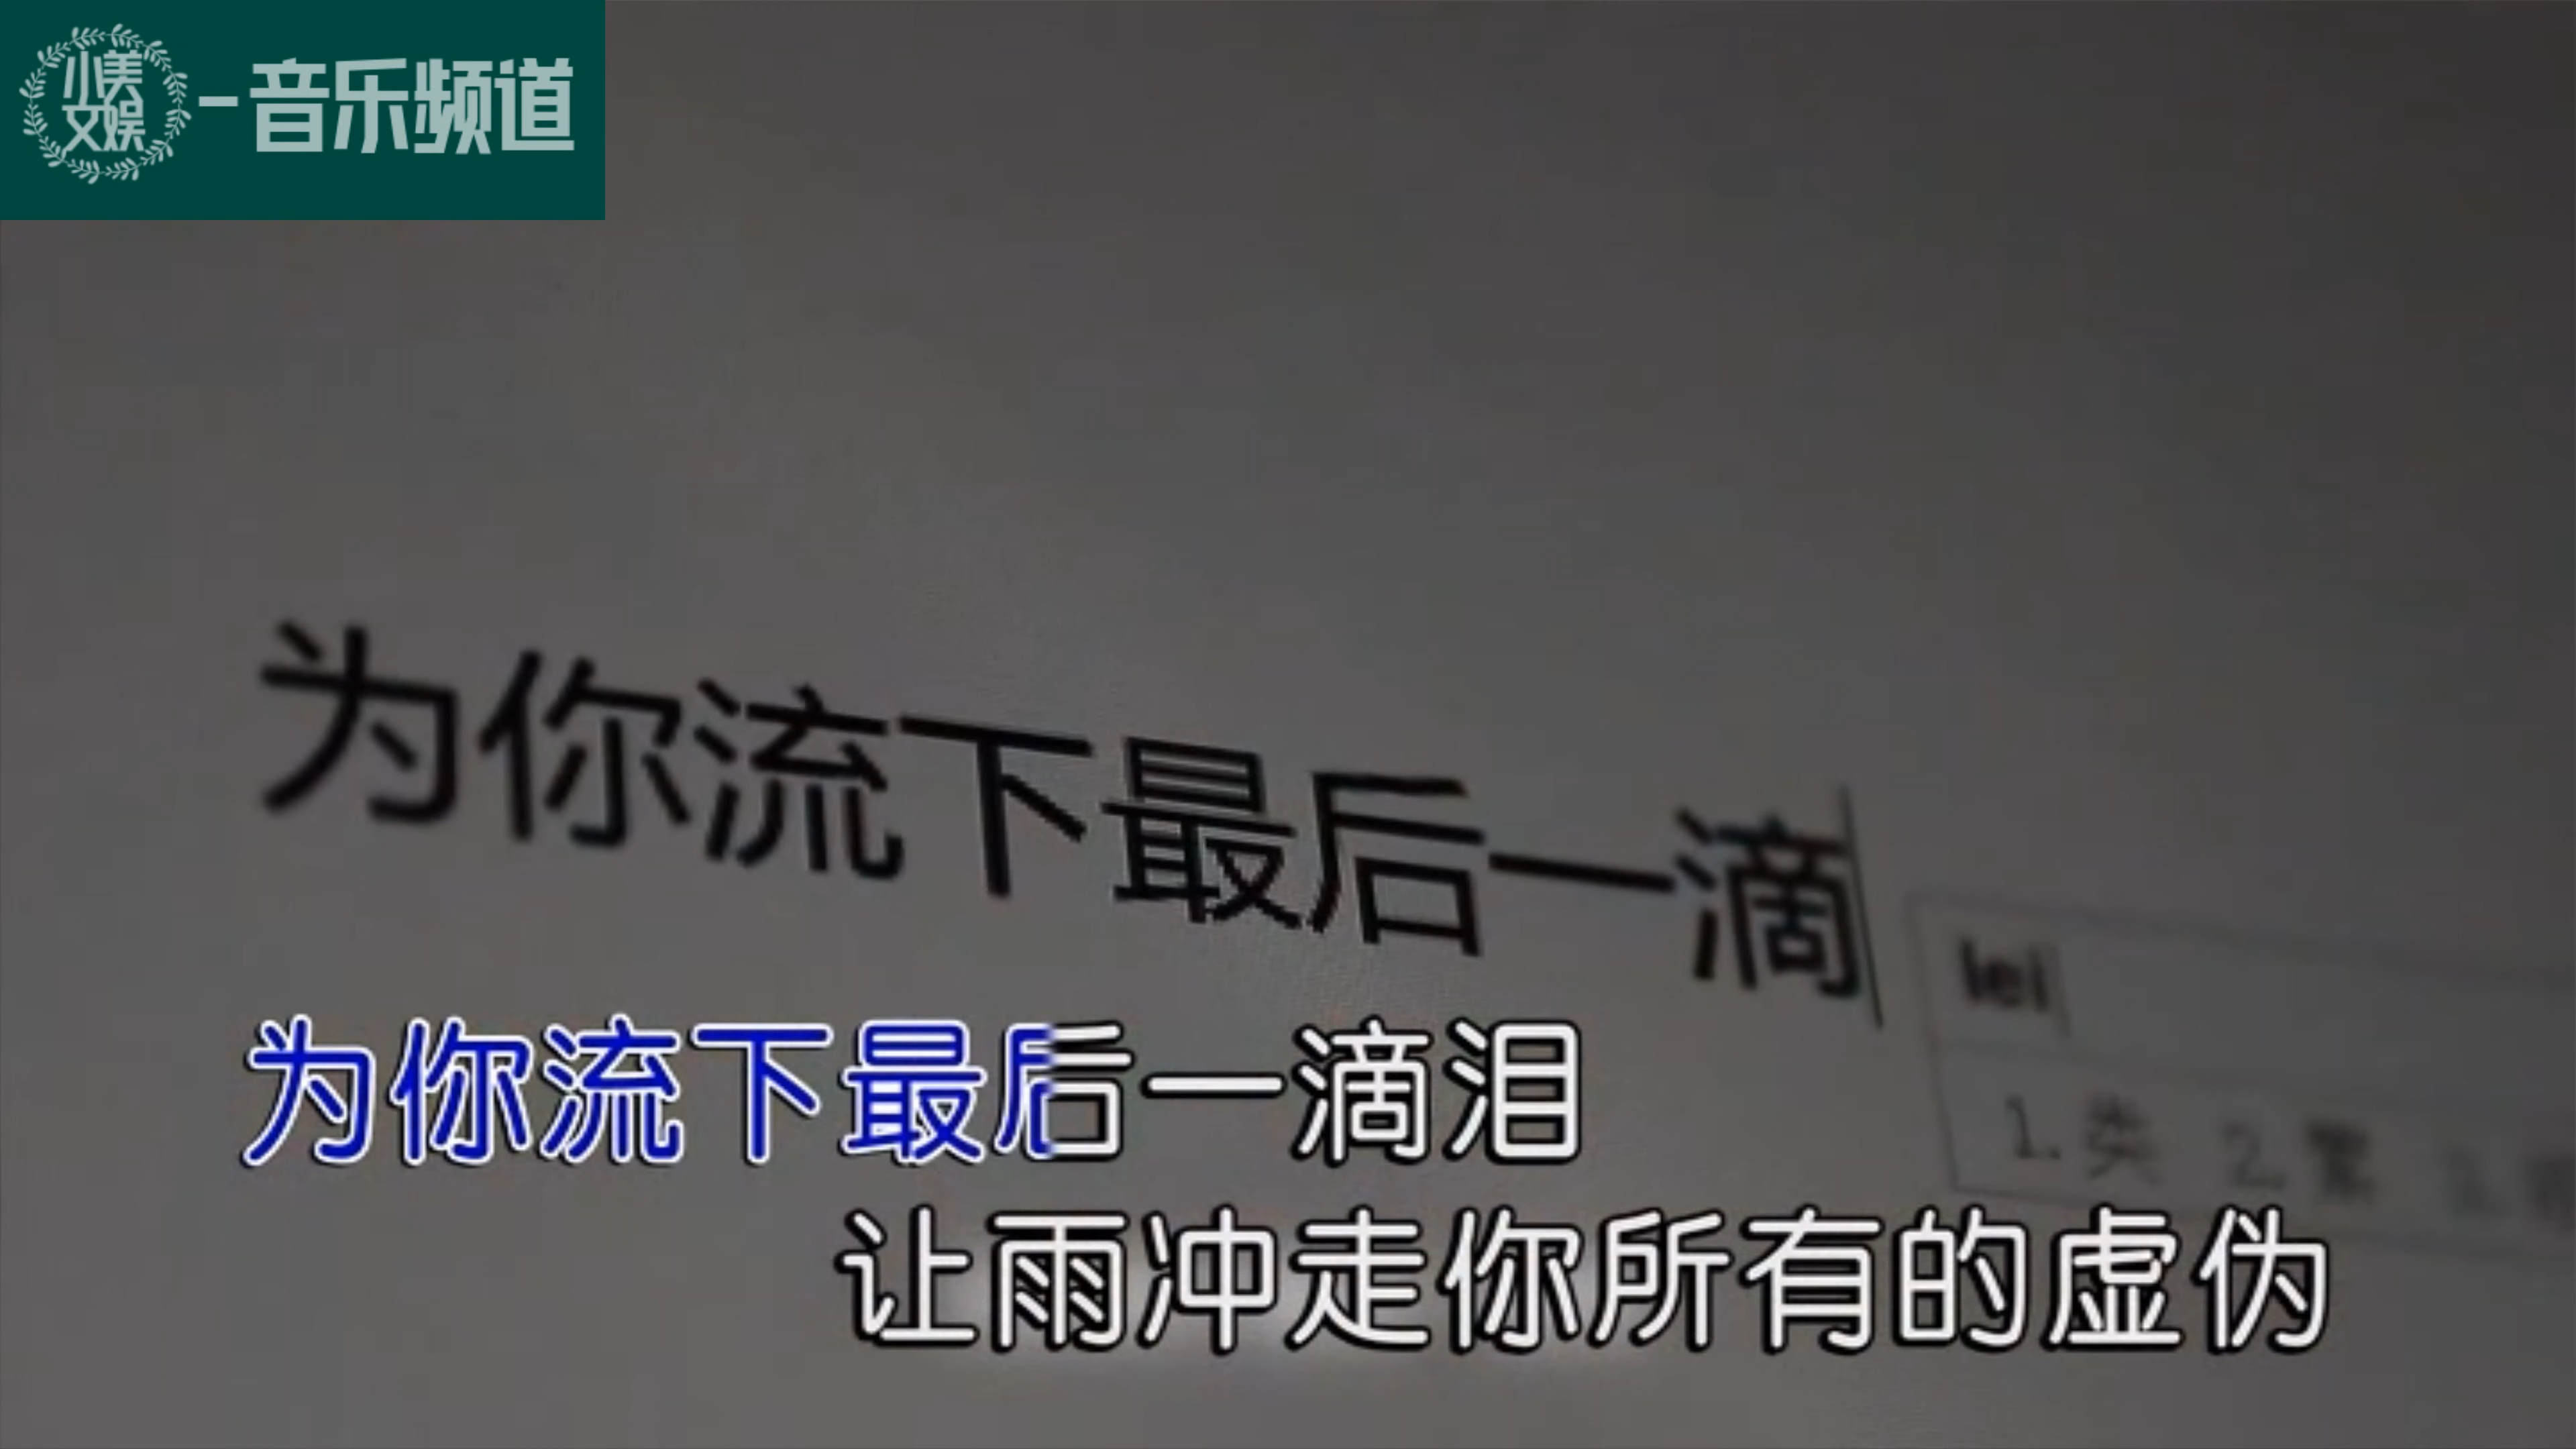 小美文娱-音乐频道
为你流下最后一滴
lei
1.类 2.累
为你流下最后一滴泪
让雨冲走你所有的虚伪